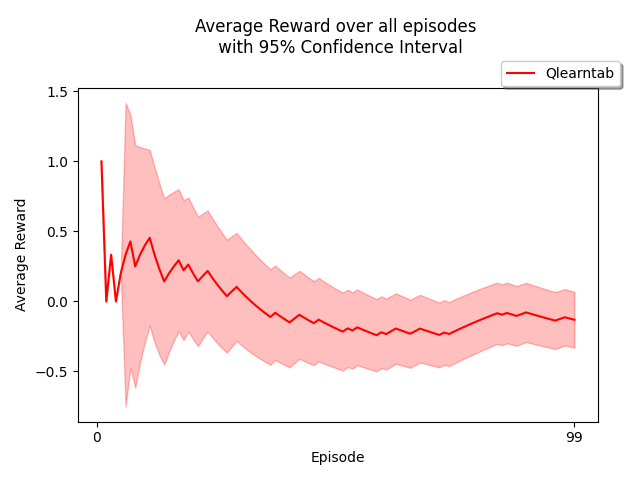 Average Reward over all episodes
with 95% Confidence Interval
Qlearntab
1.5
1.0
0.5
0.0
−0.5
Average Reward
0 99
Episode